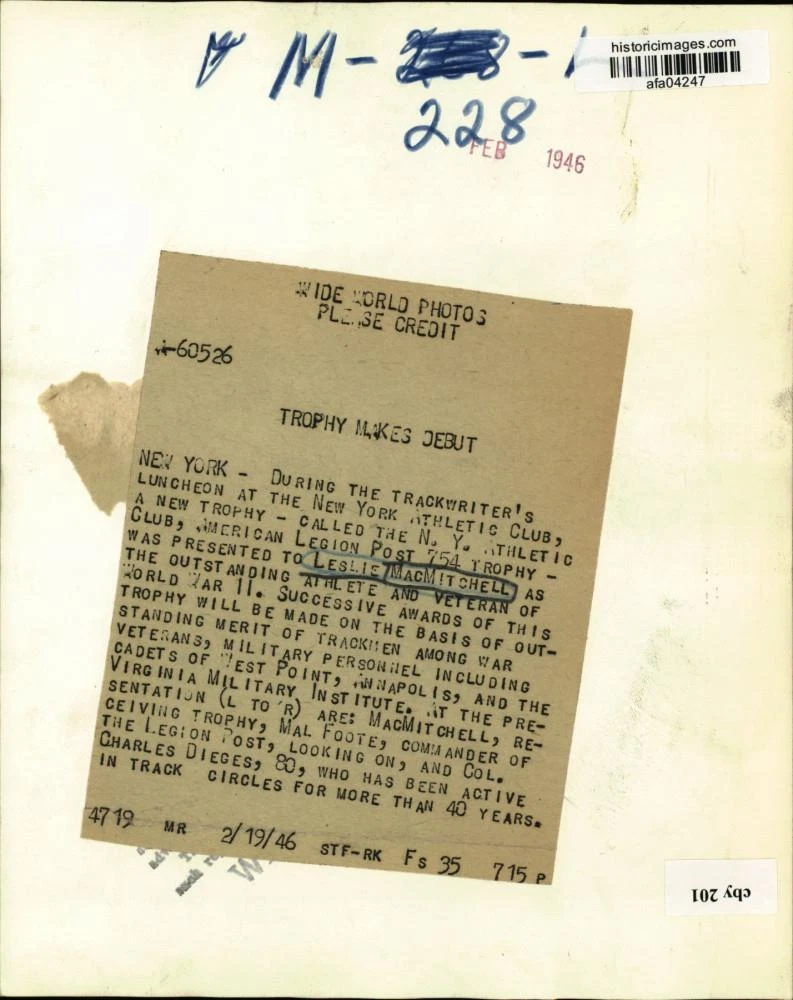 M-
228
historicimages.com
afa04247
FEB 1946
WIDE WORLD PHOTOS
PLEASE CREDIT
-60526
TROPHY MAKES DEBUT
NEW YORK - DURING THE TRACKWRITER'S
LUNCHEON AT THE NEW YORK ATHLETIC CLUB,
A NEW TROPHY - CALLED THE N. Y. ATHLETIC
CLUB, AMERICAN LEGION POST 754 TROPHY -
WAS PRESENTED TO LESLIE MACMITCHELL AS
THE OUTSTANDING ATHLETE AND VETERAN OF
WORLD WAR II. SUCCESSIVE AWARDS OF THIS
TROPHY WILL BE MADE ON THE BASIS OF OUT-
STANDING MERIT OF TRACKMEN AMONG WAR
VETERANS, MILITARY PERSONNEL INCLUDING
CADETS OF WEST POINT, ANNAPOLIS, AND THE
VIRGINIA MILITARY INSTITUTE. AT THE PRE-
SENTATION (L TO R) ARE: MACMITCHELL, RE-
CEIVING TROPHY, MAL FOOTE, COMMANDER OF
THE LEGION POST, LOOKING ON, AND COL.
CHARLES DIEGES, 80, WHO HAS BEEN ACTIVE
IN TRACK CIRCLES FOR MORE THAN 40 YEARS.
4719 MR 2/19/46 STF-RK FS 35 715 P
cby 201